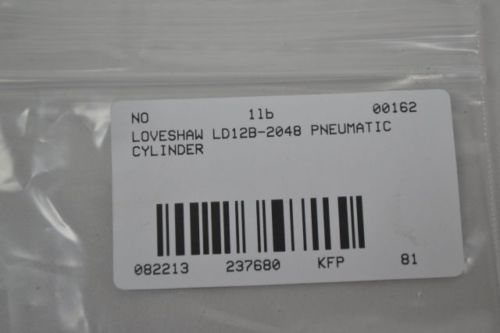 NO 1lb 00162
LOVESHAW LD12B-2048 PNEUMATIC
CYLINDER
082213 237680 KFP 81